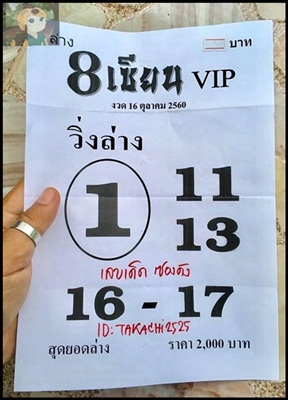 ล่าง บาท
8 เซียน VIP
งวด 16 ตุลาคม 2560
วิ่งล่าง
1
11
13
เลขเด็ด ซองดัง
16 - 17
ID: TAKACHI2525
สุดยอดล่าง ราคา 2,000 บาท